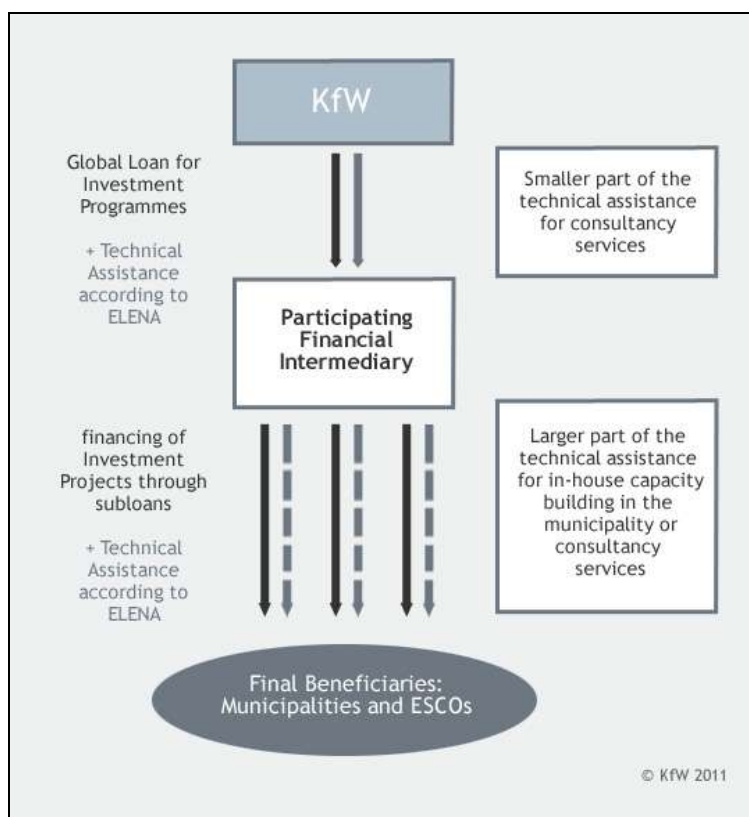 KfW
Global Loan for
Investment
Programmes
+ Technical
Assistance
according to
ELENA
Smaller part of the
technical assistance
for consultancy
services
Participating
Financial
Intermediary
financing of
Investment
Projects through
subloans
+ Technical
Assistance
according to
ELENA
Larger part of the
technical assistance
for in-house capacity
building in the
municipality or
consultancy
services
Final Beneficiaries:
Municipalities and ESCOs
© KfW 2011